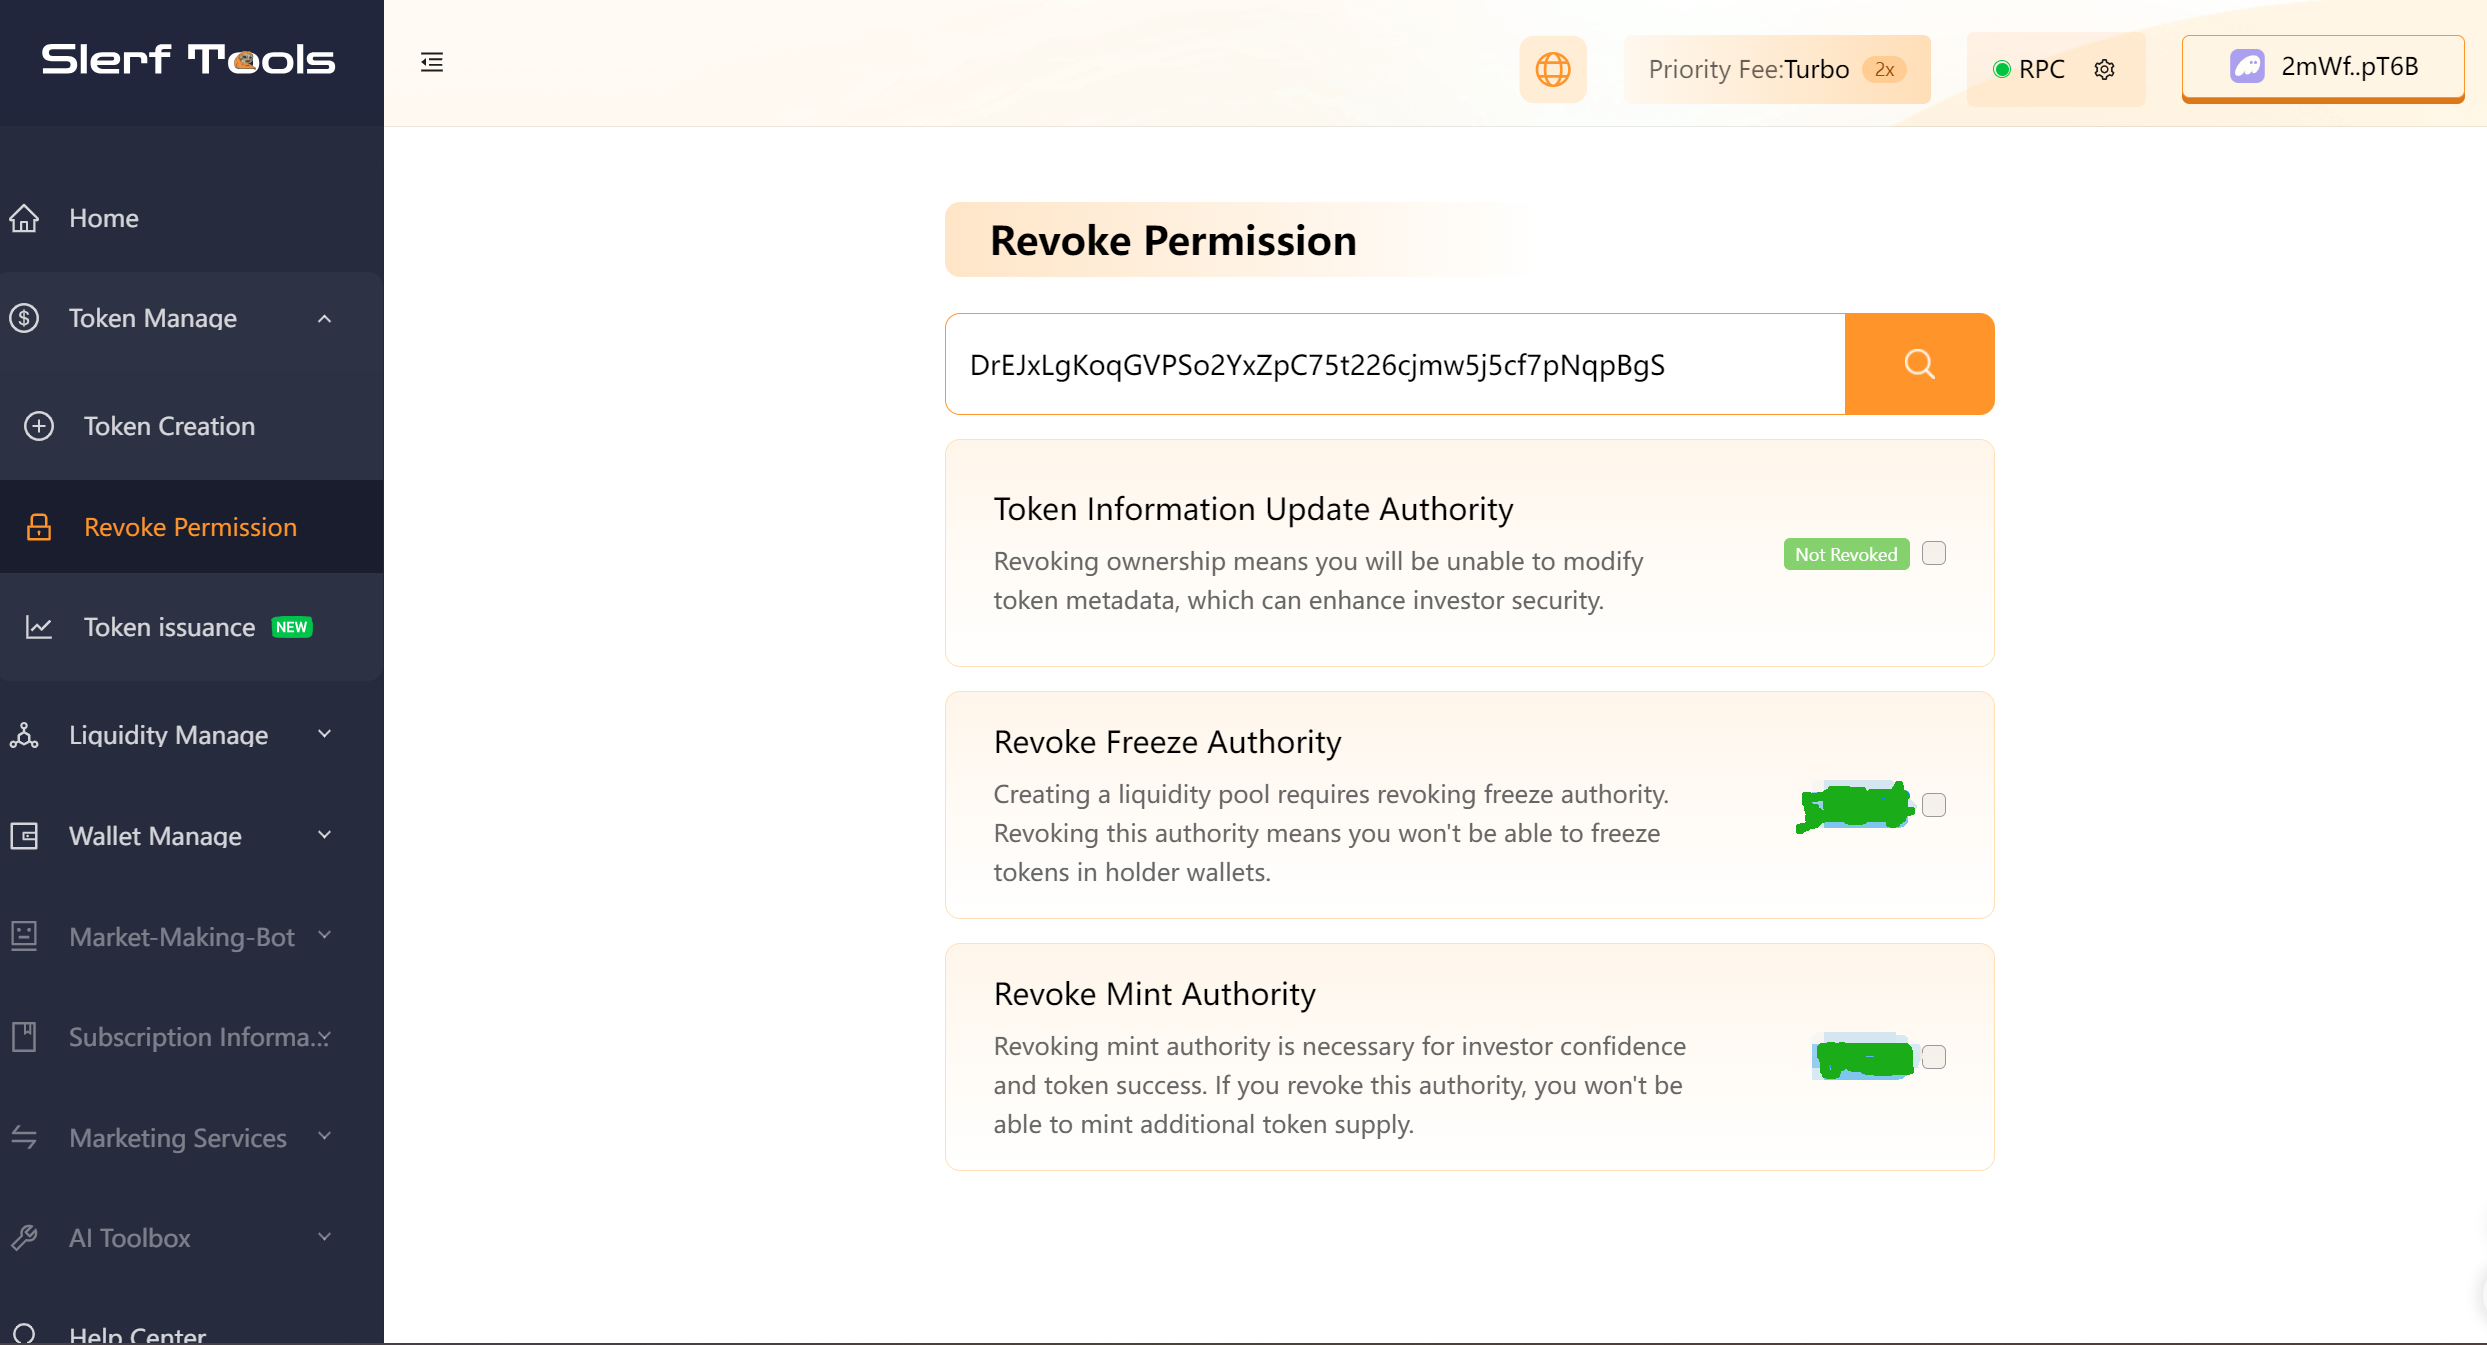 Slerf Tools
Priority Fee:Turbo 2x
RPC
2mWf..pT6B
Home
Token Manage
Token Creation
Revoke Permission
Token issuance NEW
Liquidity Manage
Wallet Manage
Market-Making-Bot
Subscription Informa...
Marketing Services
AI Toolbox
Help Center
Revoke Permission
DrEJxLgKoqGVPSo2YxZpC75t226cjmw5j5cf7pNqpBgS
Token Information Update Authority
Revoking ownership means you will be unable to modify
token metadata, which can enhance investor security.
Not Revoked
Revoke Freeze Authority
Creating a liquidity pool requires revoking freeze authority.
Revoking this authority means you won't be able to freeze
tokens in holder wallets.
Revoke Mint Authority
Revoking mint authority is necessary for investor confidence
and token success. If you revoke this authority, you won't be
able to mint additional token supply.